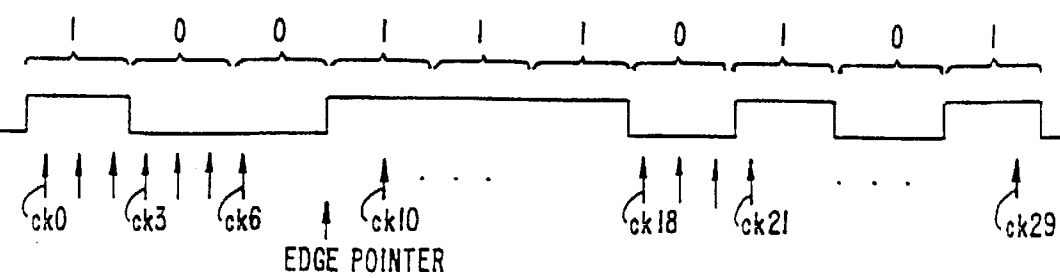 1 0 0 1 1 1 0 1 0 1
ck0 ck3 ck6 ck10 . . . ck18 ck21 . . . ck29
EDGE POINTER